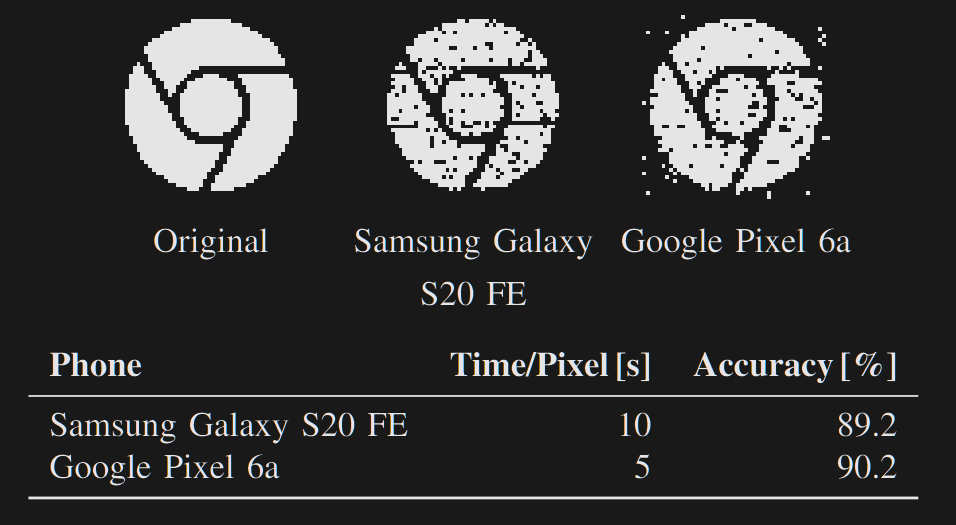 Original
Samsung Galaxy
S20 FE
Google Pixel 6a
Phone Time/Pixel [s] Accuracy [%]
Samsung Galaxy S20 FE 10 89.2
Google Pixel 6a 5 90.2